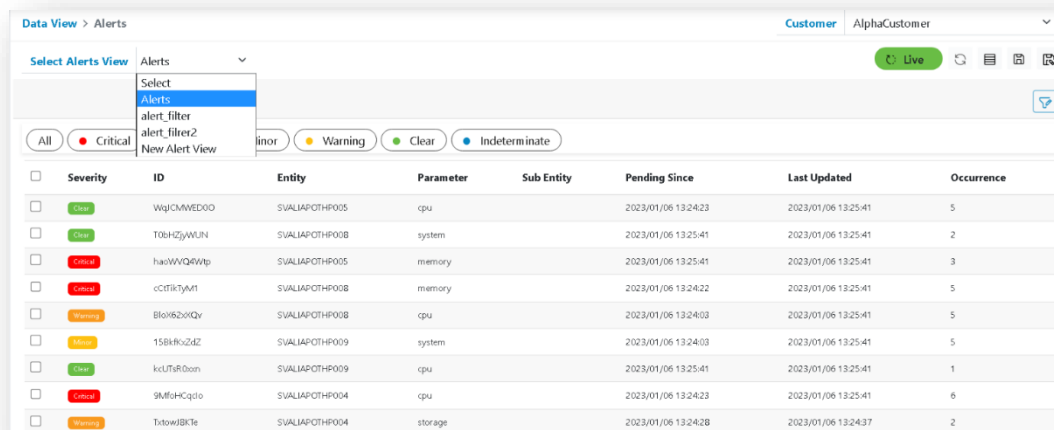 Data View > Alerts Customer AlphaCustomer
Select Alerts View Alerts Live
Select
Alerts
alert_filter
alert_filrer2
New Alert View
All Critical Warning Clear Indeterminate
Severity ID Entity Parameter Sub Entity Pending Since Last Updated Occurrence
Clear SVALIAPOTHP005 cpu 2023/01/06 13:24:23 2023/01/06 13:25:41 5
Clear T0bHZjyWUN SVALIAPOTHP008 system 2023/01/06 13:25:41 2023/01/06 13:25:41 2
Critical haoWVQ4Wtp SVALIAPOTHP005 memory 2023/01/06 13:25:41 2023/01/06 13:25:41 3
Critical cCtTikTyM1 SVALIAPOTHP008 memory 2023/01/06 13:24:22 2023/01/06 13:25:41 5
Warning BloX62xXQv SVALIAPOTHP008 cpu 2023/01/06 13:24:03 2023/01/06 13:25:41 5
Minor 15BkfKxZdZ SVALIAPOTHP009 system 2023/01/06 13:24:03 2023/01/06 13:25:41 5
Clear SVALIAPOTHP009 cpu 2023/01/06 13:25:41 2023/01/06 13:25:41 1
Critical SVALIAPOTHP004 cpu 2023/01/06 13:24:23 2023/01/06 13:25:41 6
Warning TxtowJ8KTe SVALIAPOTHP004 storage 2023/01/06 13:24:28 2023/01/06 13:24:37 2